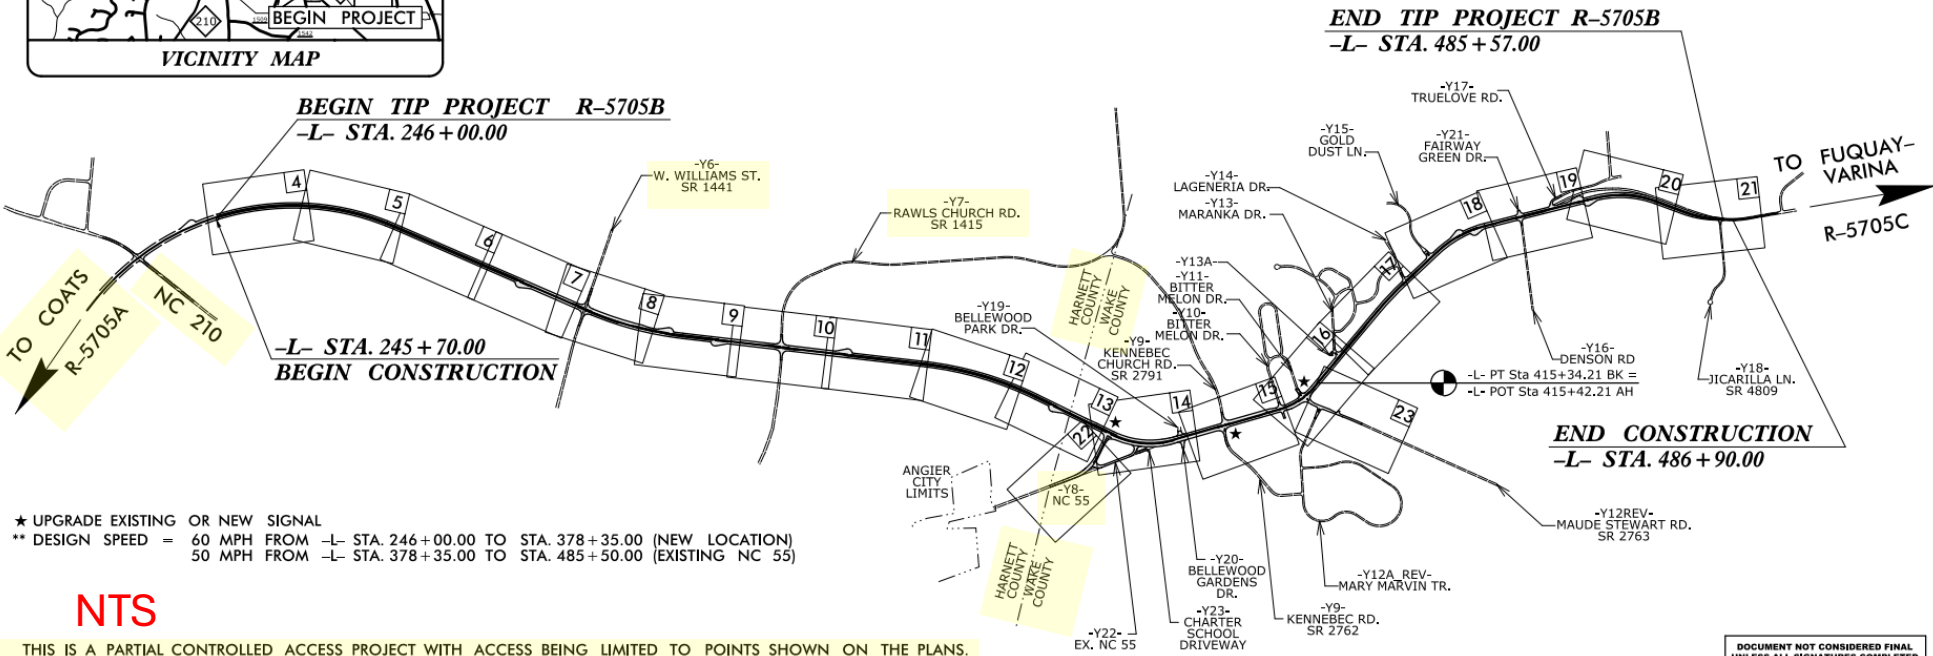 210
1509
BEGIN PROJECT
1542
VICINITY MAP
END TIP PROJECT R-5705B
-L- STA. 485+57.00
BEGIN TIP PROJECT R-5705B
-L- STA. 246+00.00
-Y17-
TRUELOVE RD.
-Y15-
GOLD
DUST LN.
-Y21-
FAIRWAY
GREEN DR.
TO FUQUAY-
VARINA
R-5705C
-Y6-
W. WILLIAMS ST.
SR 1441
-Y7-
RAWLS CHURCH RD.
SR 1415
-Y14-
LAGENERIA DR.
-Y13-
MARANKA DR.
-Y13A-
-Y11-
BITTER
MELON DR.
-Y10-
BITTER
MELON DR.
-Y19-
BELLEWOOD
PARK DR.
-Y9-
KENNEBEC
CHURCH RD.
SR 2791
HARNETT
COUNTY
WAKE
COUNTY
4
5
6
7
8
9
10
11
12
13
14
15
16
17
18
19
20
21
22
23
TO COATS
R-5705A
NC 210
-L- STA. 245+70.00
BEGIN CONSTRUCTION
-Y16-
DENSON RD
-L- PT Sta 415+34.21 BK =
-L- POT Sta 415+42.21 AH
-Y18-
JICARILLA LN.
SR 4809
END CONSTRUCTION
-L- STA. 486+90.00
ANGIER
CITY
LIMITS
-Y8-
NC 55
-Y12REV-
MAUDE STEWART RD.
SR 2763
★ UPGRADE EXISTING OR NEW SIGNAL
** DESIGN SPEED = 60 MPH FROM -L- STA. 246+00.00 TO STA. 378+35.00 (NEW LOCATION)
50 MPH FROM -L- STA. 378+35.00 TO STA. 485+50.00 (EXISTING NC 55)
HARNETT
COUNTY
WAKE
COUNTY
-Y20-
BELLEWOOD
GARDENS
DR.
-Y12A_REV-
MARY MARVIN TR.
-Y22-
EX. NC 55
-Y23-
CHARTER
SCHOOL
DRIVEWAY
-Y9-
KENNEBEC RD.
SR 2762
NTS
THIS IS A PARTIAL CONTROLLED ACCESS PROJECT WITH ACCESS BEING LIMITED TO POINTS SHOWN ON THE PLANS.
DOCUMENT NOT CONSIDERED FINAL
UNLESS ALL SIGNATURES COMPLETED